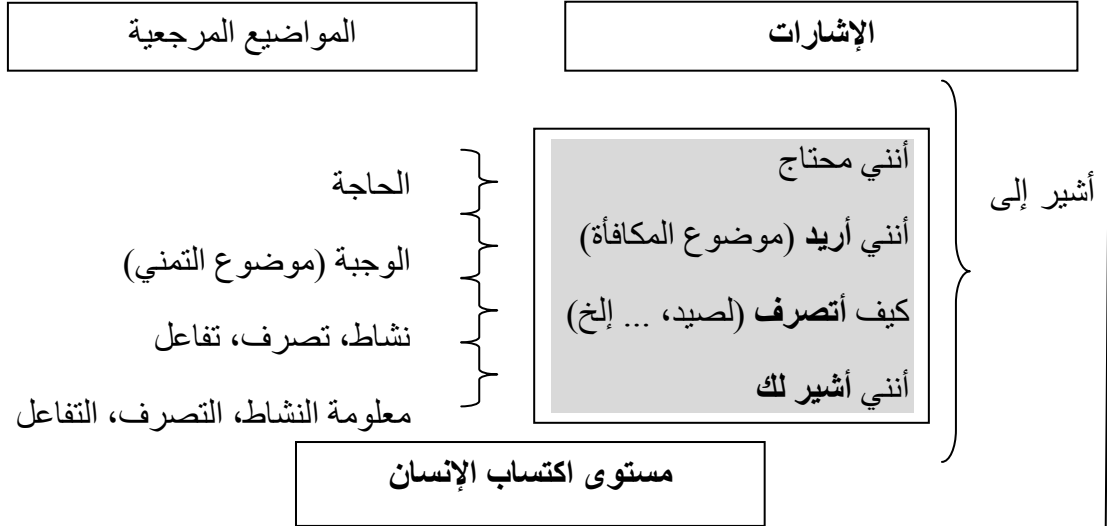 الإشارات
المواضيع المرجعية
أشير إلى
أنني محتاج
أنني أريد (موضوع المكافأة)
كيف أتصرف (لصيد، ... إلخ)
أنني أشير لك
الحاجة
الوجبة (موضوع التمني)
نشاط، تصرف، تفاعل
معلومة النشاط، التصرف، التفاعل
مستوى اكتساب الإنسان